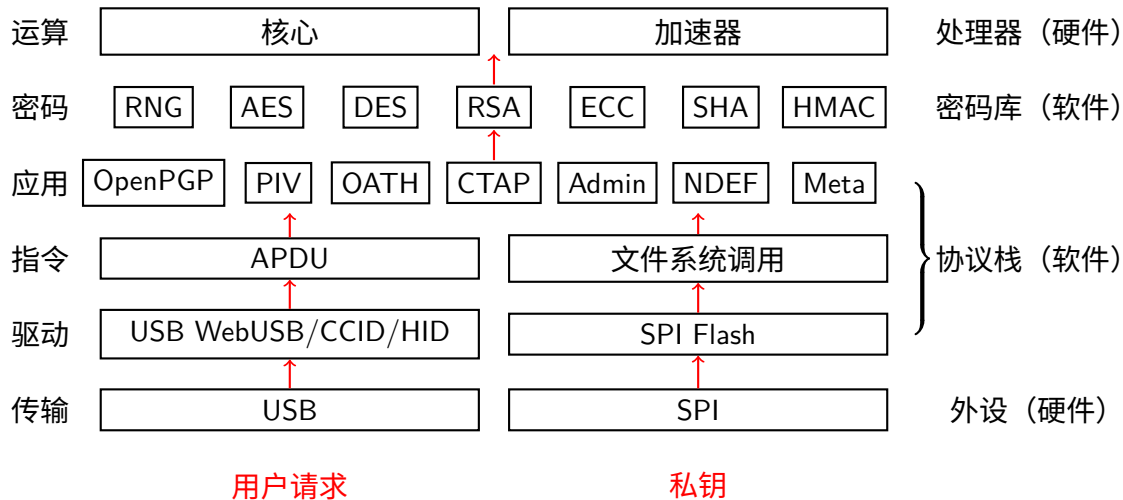 运算 核心 加速器 处理器（硬件）
密码 RNG AES DES RSA ECC SHA HMAC 密码库（软件）
应用 OpenPGP PIV OATH CTAP Admin NDEF Meta
指令 APDU 文件系统调用 协议栈（软件）
驱动 USB WebUSB/CCID/HID SPI Flash
传输 USB SPI 外设（硬件）
用户请求 私钥